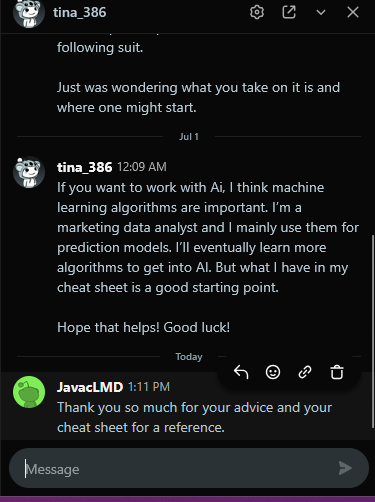 tina_386
following suit.
Just was wondering what you take on it is and
where one might start.
Jul 1
tina_386 12:09 AM
If you want to work with Ai, I think machine
learning algorithms are important. I'm a
marketing data analyst and I mainly use them for
prediction models. I'll eventually learn more
algorithms to get into AI. But what I have in my
cheat sheet is a good starting point.
Hope that helps! Good luck!
Today
JavacLMD 1:11 PM
Thank you so much for your advice and your
cheat sheet for a reference.
Message